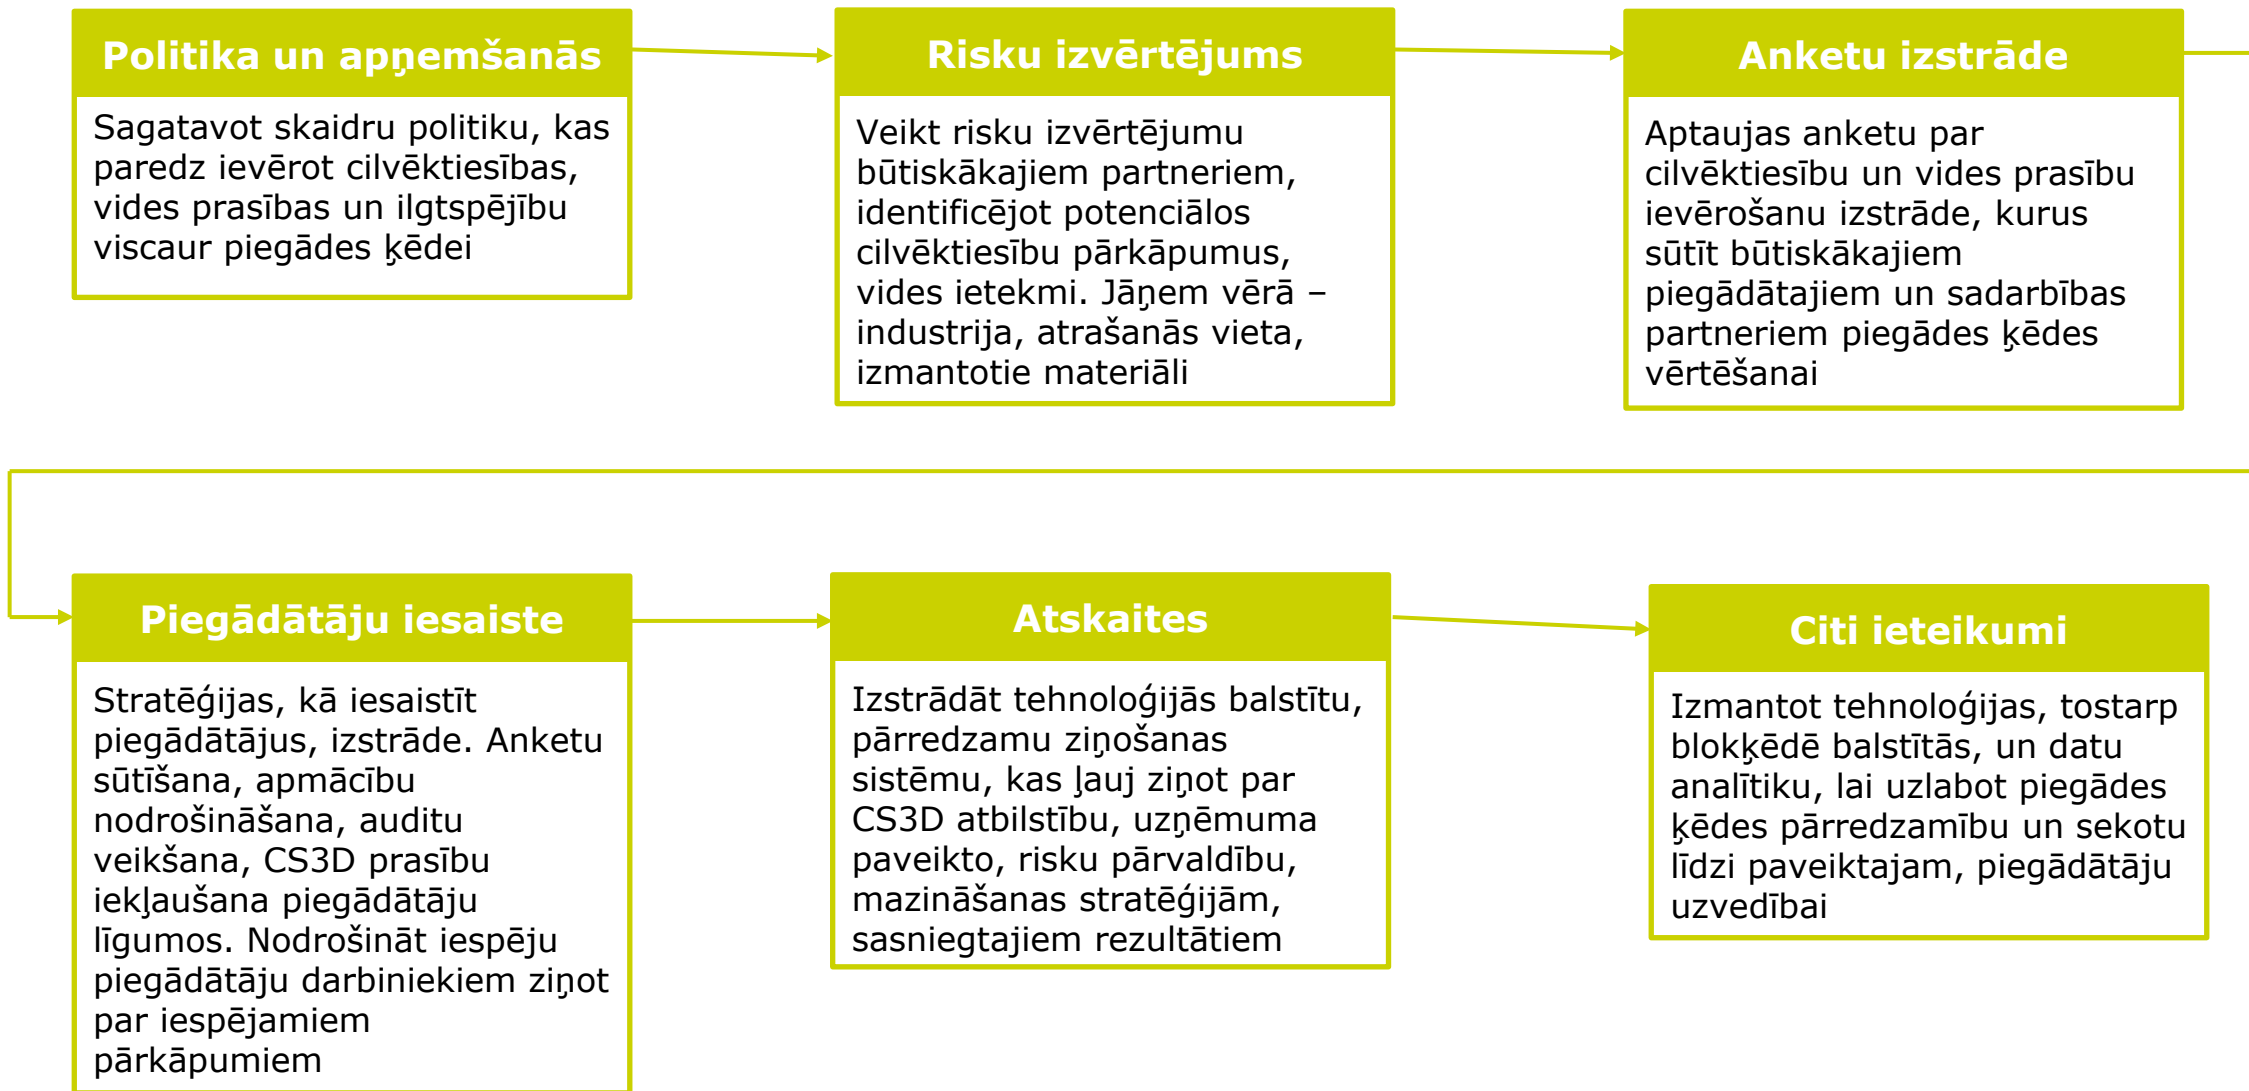 Politika un apņemšanās
Sagatavot skaidru politiku, kas
paredz ievērot cilvēktiesības,
vides prasības un ilgtspējību
viscaur piegādes ķēdei
Risku izvērtējums
Veikt risku izvērtējumu
būtiskākajiem partneriem,
identificējot potenciālos
cilvēktiesību pārkāpumus,
vides ietekmi. Jāņem vērā –
industrija, atrašanās vieta,
izmantotie materiāli
Anketu izstrāde
Aptaujas anketu par
cilvēktiesību un vides prasību
ievērošanu izstrāde, kurus
sūtīt būtiskākajiem
piegādātajiem un sadarbības
partneriem piegādes ķēdes
vērtēšanai
Piegādātāju iesaiste
Stratēģijas, kā iesaistīt
piegādātājus, izstrāde. Anketu
sūtīšana, apmācību
nodrošināšana, auditu
veikšana, CS3D prasību
iekļaušana piegādātāju
līgumos. Nodrošināt iespēju
piegādātāju darbiniekiem ziņot
par iespējamiem
pārkāpumiem
Atskaites
Izstrādāt tehnoloģijās balstītu,
pārredzamu ziņošanas
sistēmu, kas ļauj ziņot par
CS3D atbilstību, uzņēmuma
paveikto, risku pārvaldību,
mazināšanas stratēģijām,
sasniegtajiem rezultātiem
Citi ieteikumi
Izmantot tehnoloģijas, tostarp
blokķēdē balstītās, un datu
analītiku, lai uzlabot piegādes
ķēdes pārredzamību un sekotu
līdzi paveiktajam, piegādātāju
uzvedībai